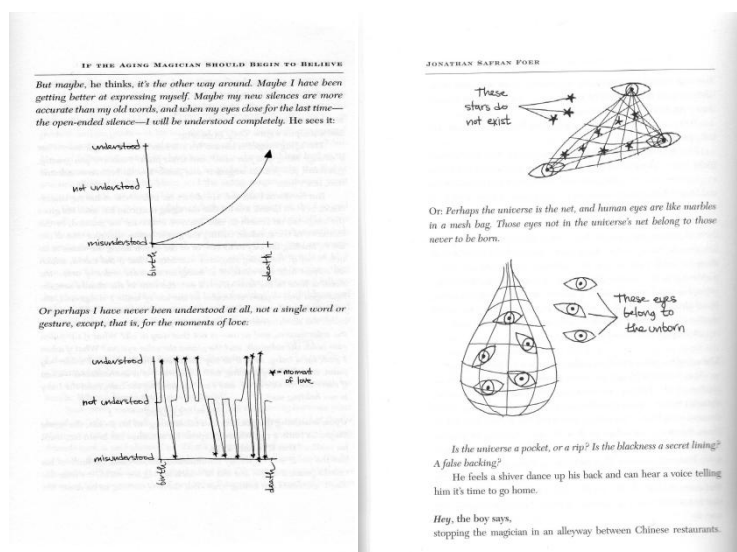 IF THE AGING MAGICIAN SHOULD BEGIN TO BELIEVE
But maybe, he thinks, it's the other way around. Maybe I have been
getting better at expressing myself. Maybe my new silences are more
accurate than my old words, and when my eyes close for the last time—
the open-ended silence—I will be understood completely. He sees it:
understood
not understood
misunderstood
birth
death
Or perhaps I have never been understood at all, not a single word or
gesture, except, that is, for the moments of love:
understood
★ = moment
of love
not understood
misunderstood
birth
death
JONATHAN SAFRAN FOER
These
stars do
not exist
Or: Perhaps the universe is the net, and human eyes are like marbles
in a mesh bag. Those eyes not in the universe's net belong to those
never to be born.
These eyes
belong to
the unborn
Is the universe a pocket, or a rip? Is the blackness a secret lining?
A false backing?
He feels a shiver dance up his back and can hear a voice telling
him it's time to go home.
Hey, the boy says,
stopping the magician in an alleyway between Chinese restaurants.